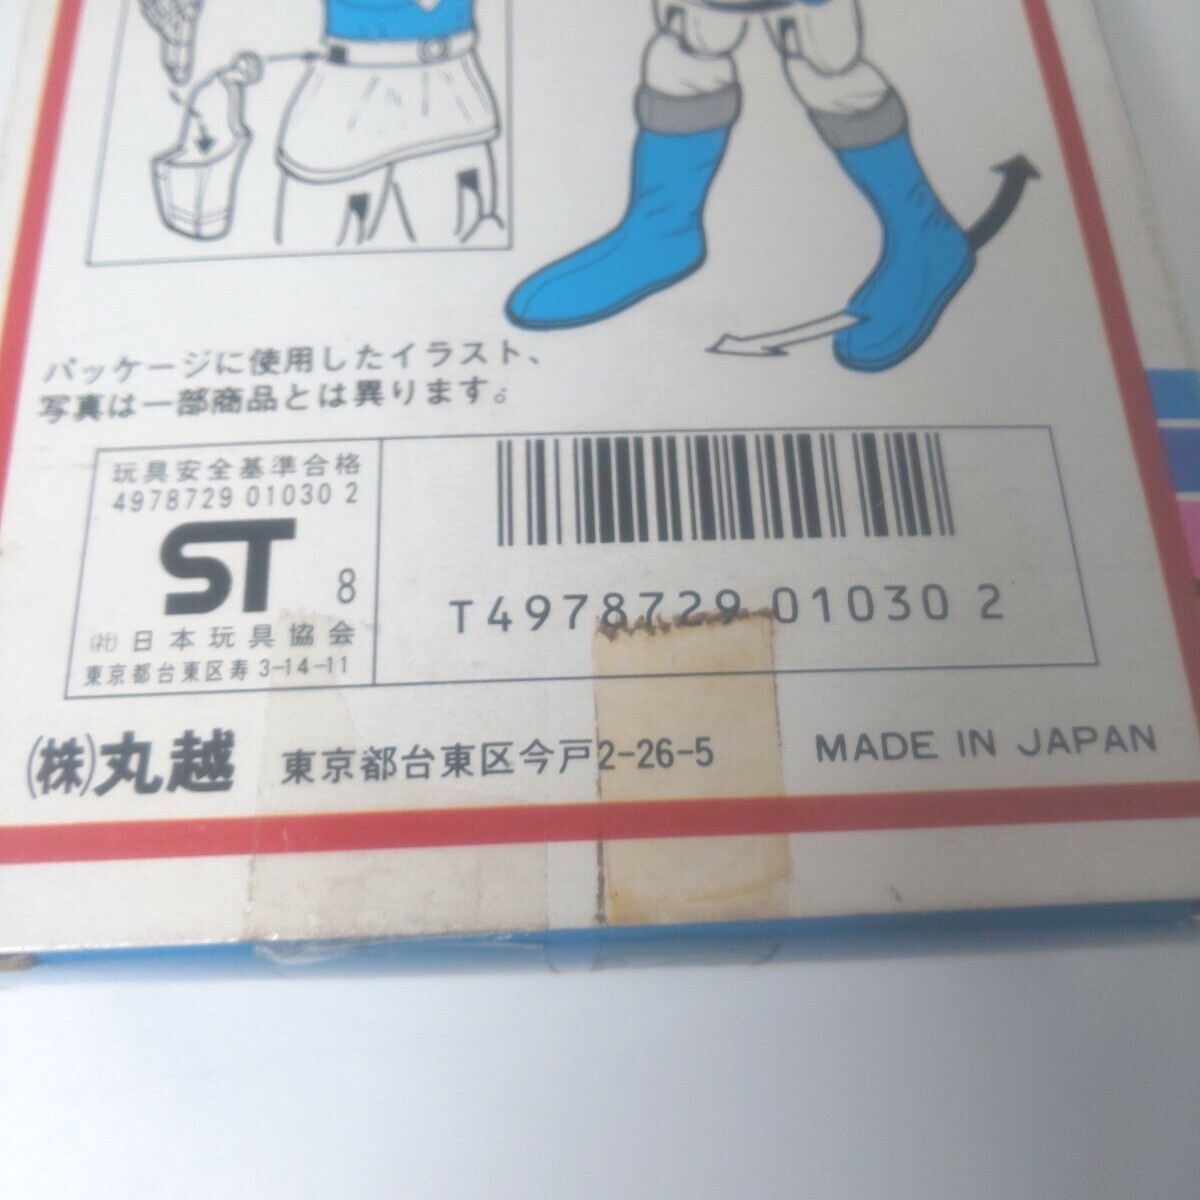 パッケージに使用したイラスト、
写真は一部商品とは異ります。
玩具安全基準合格
4978729 01030 2
ST 8
(社)日本玩具協会
東京都台東区寿 3-14-11
T4978729 01030 2
(株)丸越 東京都台東区今戸2-26-5 MADE IN JAPAN